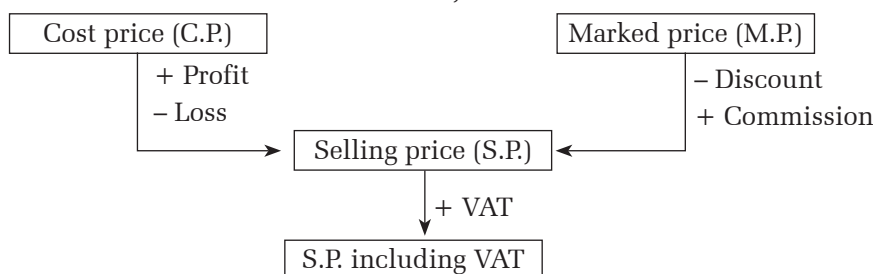 Cost price (C.P.)
Marked price (M.P.)
+ Profit
– Loss
– Discount
+ Commission
Selling price (S.P.)
+ VAT
S.P. including VAT